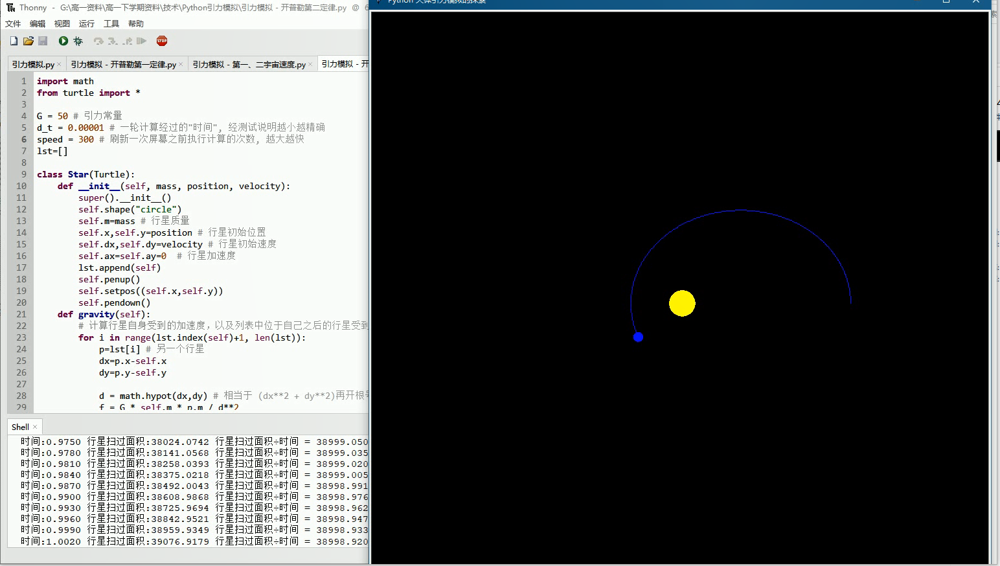 Thonny - G:\高一资料\高一下学期资料\技术\Python引力模拟\引力模拟 - 开普勒第二定律.py @ 6
文件 编辑 视图 运行 工具 帮助
引力模拟.py × 引力模拟 - 开普勒第一定律.py × 引力模拟 - 第一、二宇宙速度.py × 引力模拟 - 开
1 import math
2 from turtle import *
3
4 G = 50 # 引力常量
5 d_t = 0.00001 # 一轮计算经过的"时间", 经测试说明越小越精确
6 speed = 300 # 刷新一次屏幕之前执行计算的次数, 越大越快
7 lst=[]
8
9 class Star(Turtle):
10 def __init__(self, mass, position, velocity):
11 super().__init__()
12 self.shape("circle")
13 self.m=mass # 行星质量
14 self.x,self.y=position # 行星初始位置
15 self.dx,self.dy=velocity # 行星初始速度
16 self.ax=self.ay=0 # 行星加速度
17 lst.append(self)
18 self.penup()
19 self.setpos((self.x,self.y))
20 self.pendown()
21 def gravity(self):
22 # 计算行星自身受到的加速度，以及列表中位于自己之后的行星受到
23 for i in range(lst.index(self)+1, len(lst)):
24 p=lst[i] # 另一个行星
25 dx=p.x-self.x
26 dy=p.y-self.y
27
28 d = math.hypot(dx,dy) # 相当于 (dx**2 + dy**2)再开根号
29 f = G * self.m * p.m / d**2
Shell ×
时间:0.9750 行星扫过面积:38024.0742 行星扫过面积÷时间 = 38999.050
时间:0.9780 行星扫过面积:38141.0568 行星扫过面积÷时间 = 38999.035
时间:0.9810 行星扫过面积:38258.0393 行星扫过面积÷时间 = 38999.020
时间:0.9840 行星扫过面积:38375.0218 行星扫过面积÷时间 = 38999.005
时间:0.9870 行星扫过面积:38492.0043 行星扫过面积÷时间 = 38998.991
时间:0.9900 行星扫过面积:38608.9868 行星扫过面积÷时间 = 38998.976
时间:0.9930 行星扫过面积:38725.9694 行星扫过面积÷时间 = 38998.962
时间:0.9960 行星扫过面积:38842.9521 行星扫过面积÷时间 = 38998.947
时间:0.9990 行星扫过面积:38959.9349 行星扫过面积÷时间 = 38998.933
时间:1.0020 行星扫过面积:39076.9179 行星扫过面积÷时间 = 38998.920
Python 天体引力模拟的探索
STOP